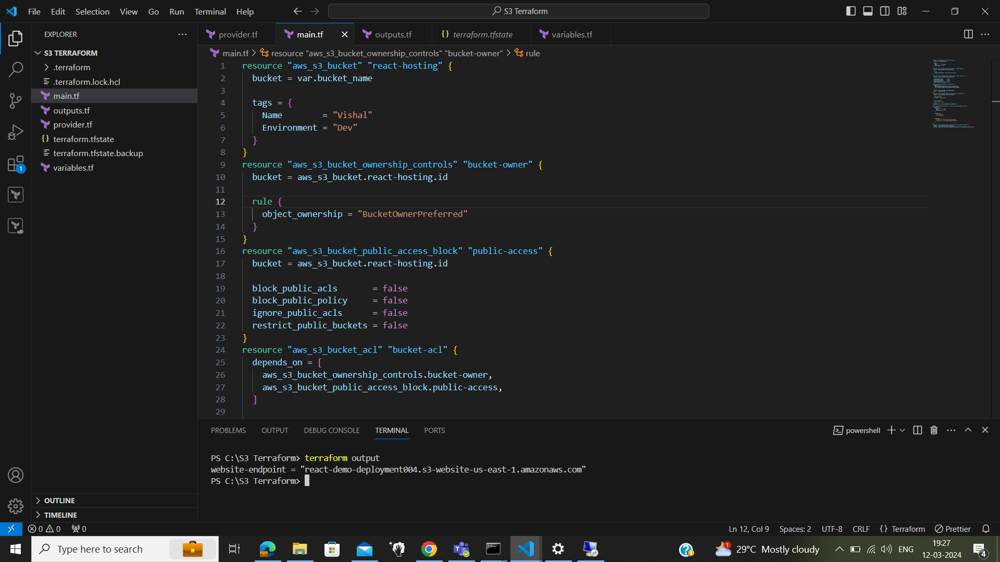 File Edit Selection View Go Run Terminal Help
S3 Terraform
EXPLORER
S3 TERRAFORM
.terraform
.terraform.lock.hcl
main.tf
outputs.tf
provider.tf
terraform.tfstate
terraform.tfstate.backup
variables.tf
1
OUTLINE
TIMELINE
provider.tf main.tf outputs.tf terraform.tfstate variables.tf
main.tf > resource "aws_s3_bucket_ownership_controls" "bucket-owner" > rule
1 resource "aws_s3_bucket" "react-hosting" {
2 bucket = var.bucket_name
3
4 tags = {
5 Name = "Vishal"
6 Environment = "Dev"
7 }
8 }
9 resource "aws_s3_bucket_ownership_controls" "bucket-owner" {
10 bucket = aws_s3_bucket.react-hosting.id
11
12 rule {
13 object_ownership = "BucketOwnerPreferred"
14 }
15 }
16 resource "aws_s3_bucket_public_access_block" "public-access" {
17 bucket = aws_s3_bucket.react-hosting.id
18
19 block_public_acls = false
20 block_public_policy = false
21 ignore_public_acls = false
22 restrict_public_buckets = false
23 }
24 resource "aws_s3_bucket_acl" "bucket-acl" {
25 depends_on = [
26 aws_s3_bucket_ownership_controls.bucket-owner,
27 aws_s3_bucket_public_access_block.public-access,
28 ]
29
PROBLEMS OUTPUT DEBUG CONSOLE TERMINAL PORTS
powershell
PS C:\S3 Terraform> terraform output
website-endpoint = "react-demo-deployment004.s3-website-us-east-1.amazonaws.com"
PS C:\S3 Terraform>
0 0 0
Ln 12, Col 9 Spaces: 2 UTF-8 CRLF {} Terraform Prettier
Type here to search
1
29°C Mostly cloudy
ENG
19:27
12-03-2024
4